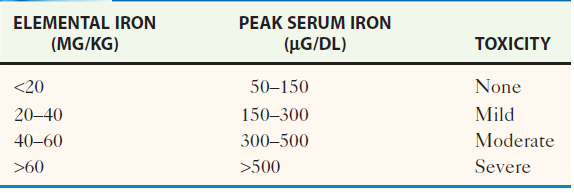 ELEMENTAL IRON PEAK SERUM IRON
(MG/KG) (μG/DL) TOXICITY
<20 50–150 None
20–40 150–300 Mild
40–60 300–500 Moderate
>60 >500 Severe